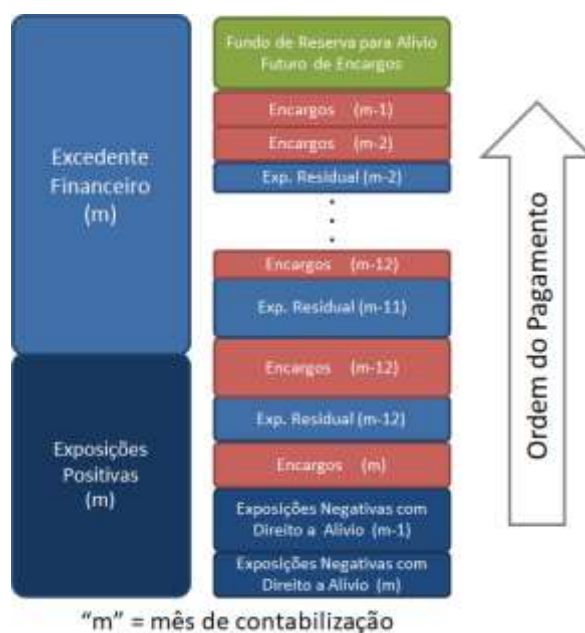 Fundo de Reserva para Alívio
Futuro de Encargos
Encargos (m-1)
Encargos (m-2)
Exp. Residual (m-2)
Encargos (m-12)
Exp. Residual (m-11)
Encargos (m-12)
Exp. Residual (m-12)
Encargos (m)
Exposições Negativas com
Direito a Alívio (m-1)
Exposições Negativas com
Direito a Alívio (m)
Excedente
Financeiro
(m)
Exposições
Positivas
(m)
Ordem do Pagamento
"m" = mês de contabilização